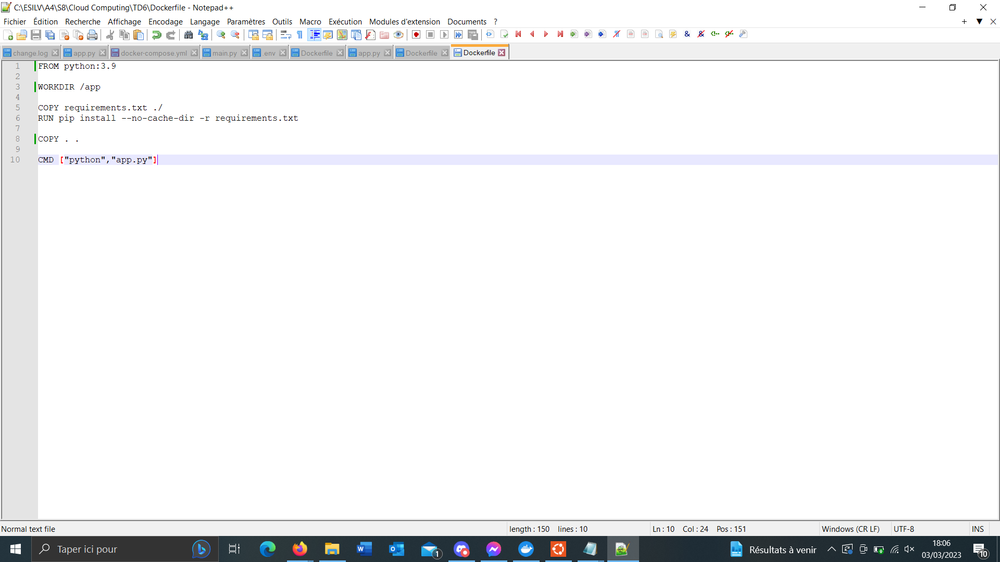 C:\ESILV\A4\S8\Cloud Computing\TD6\Dockerfile - Notepad++
Fichier Édition Recherche Affichage Encodage Langage Paramètres Outils Macro Exécution Modules d'extension Documents ?
change.log app.py docker-compose.yml main.py .env Dockerfile app.py Dockerfile Dockerfile
1 FROM python:3.9
2
3 WORKDIR /app
4
5 COPY requirements.txt ./
6 RUN pip install --no-cache-dir -r requirements.txt
7
8 COPY . .
9
10 CMD ["python","app.py"]
Normal text file length : 150 lines : 10 Ln : 10 Col : 24 Pos : 151 Windows (CR LF) UTF-8 INS
Taper ici pour 1 Résultats à venir 18:06
03/03/2023 10